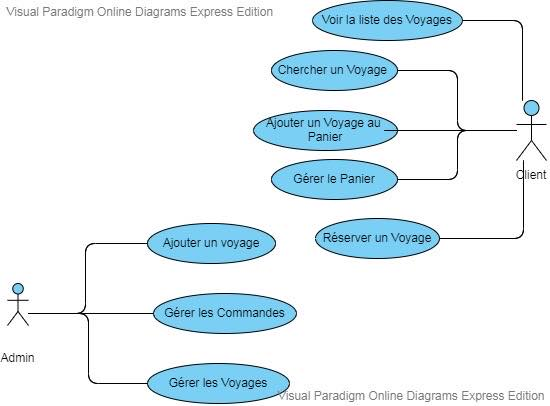 Visual Paradigm Online Diagrams Express Edition
Voir la liste des Voyages
Chercher un Voyage
Ajouter un Voyage au
Panier
Client
Gérer le Panier
Réserver un Voyage
Ajouter un voyage
Gérer les Commandes
Admin
Gérer les Voyages
Visual Paradigm Online Diagrams Express Edition